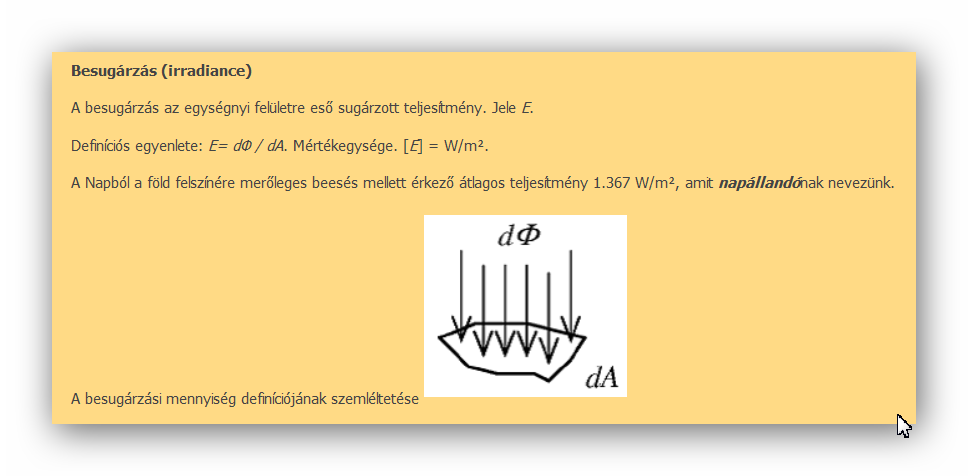 Besugárzás (irradiance)
A besugárzás az egységnyi felületre eső sugárzott teljesítmény. Jele E.
Definíciós egyenlete: E= dΦ / dA. Mértékegysége. [E] = W/m².
A Napból a föld felszínére merőleges beesés mellett érkező átlagos teljesítmény 1.367 W/m², amit napállandónak nevezünk.
dΦ
dA
A besugárzási mennyiség definíciójának szemléltetése